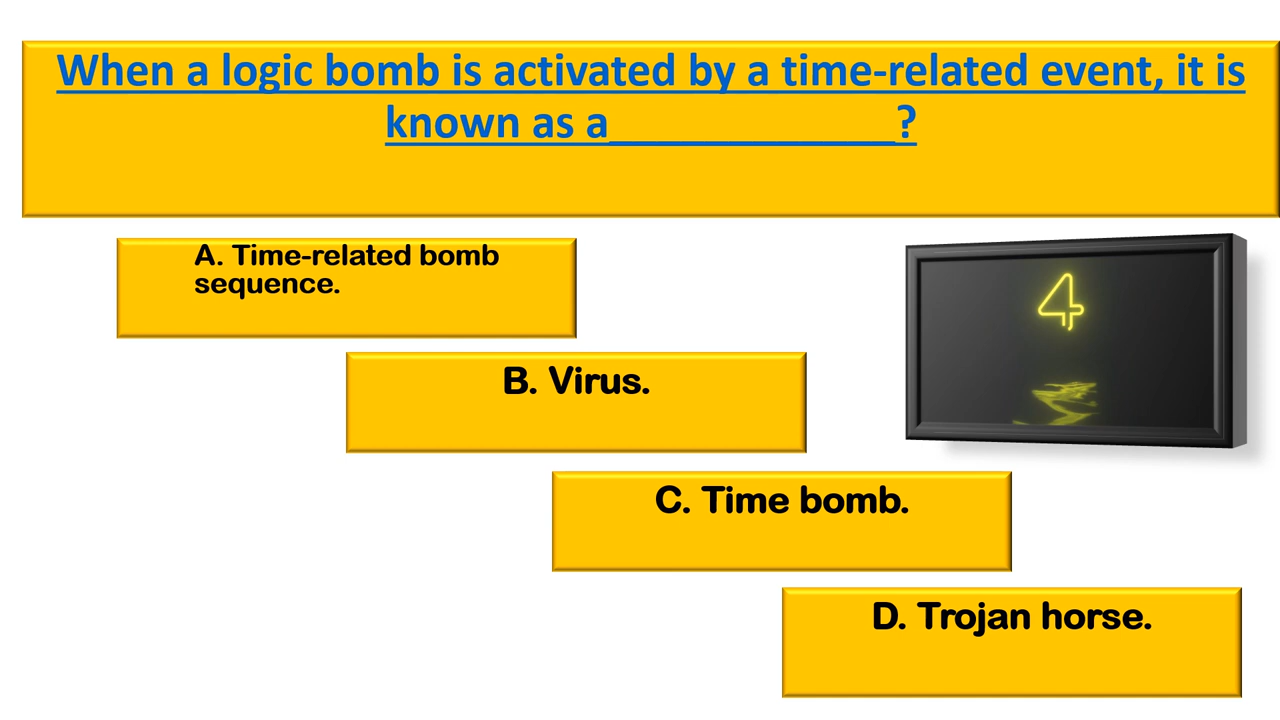 When a logic bomb is activated by a time-related event, it is
known as a____________?
A. Time-related bomb
sequence.
4
B. Virus.
C. Time bomb.
D. Trojan horse.